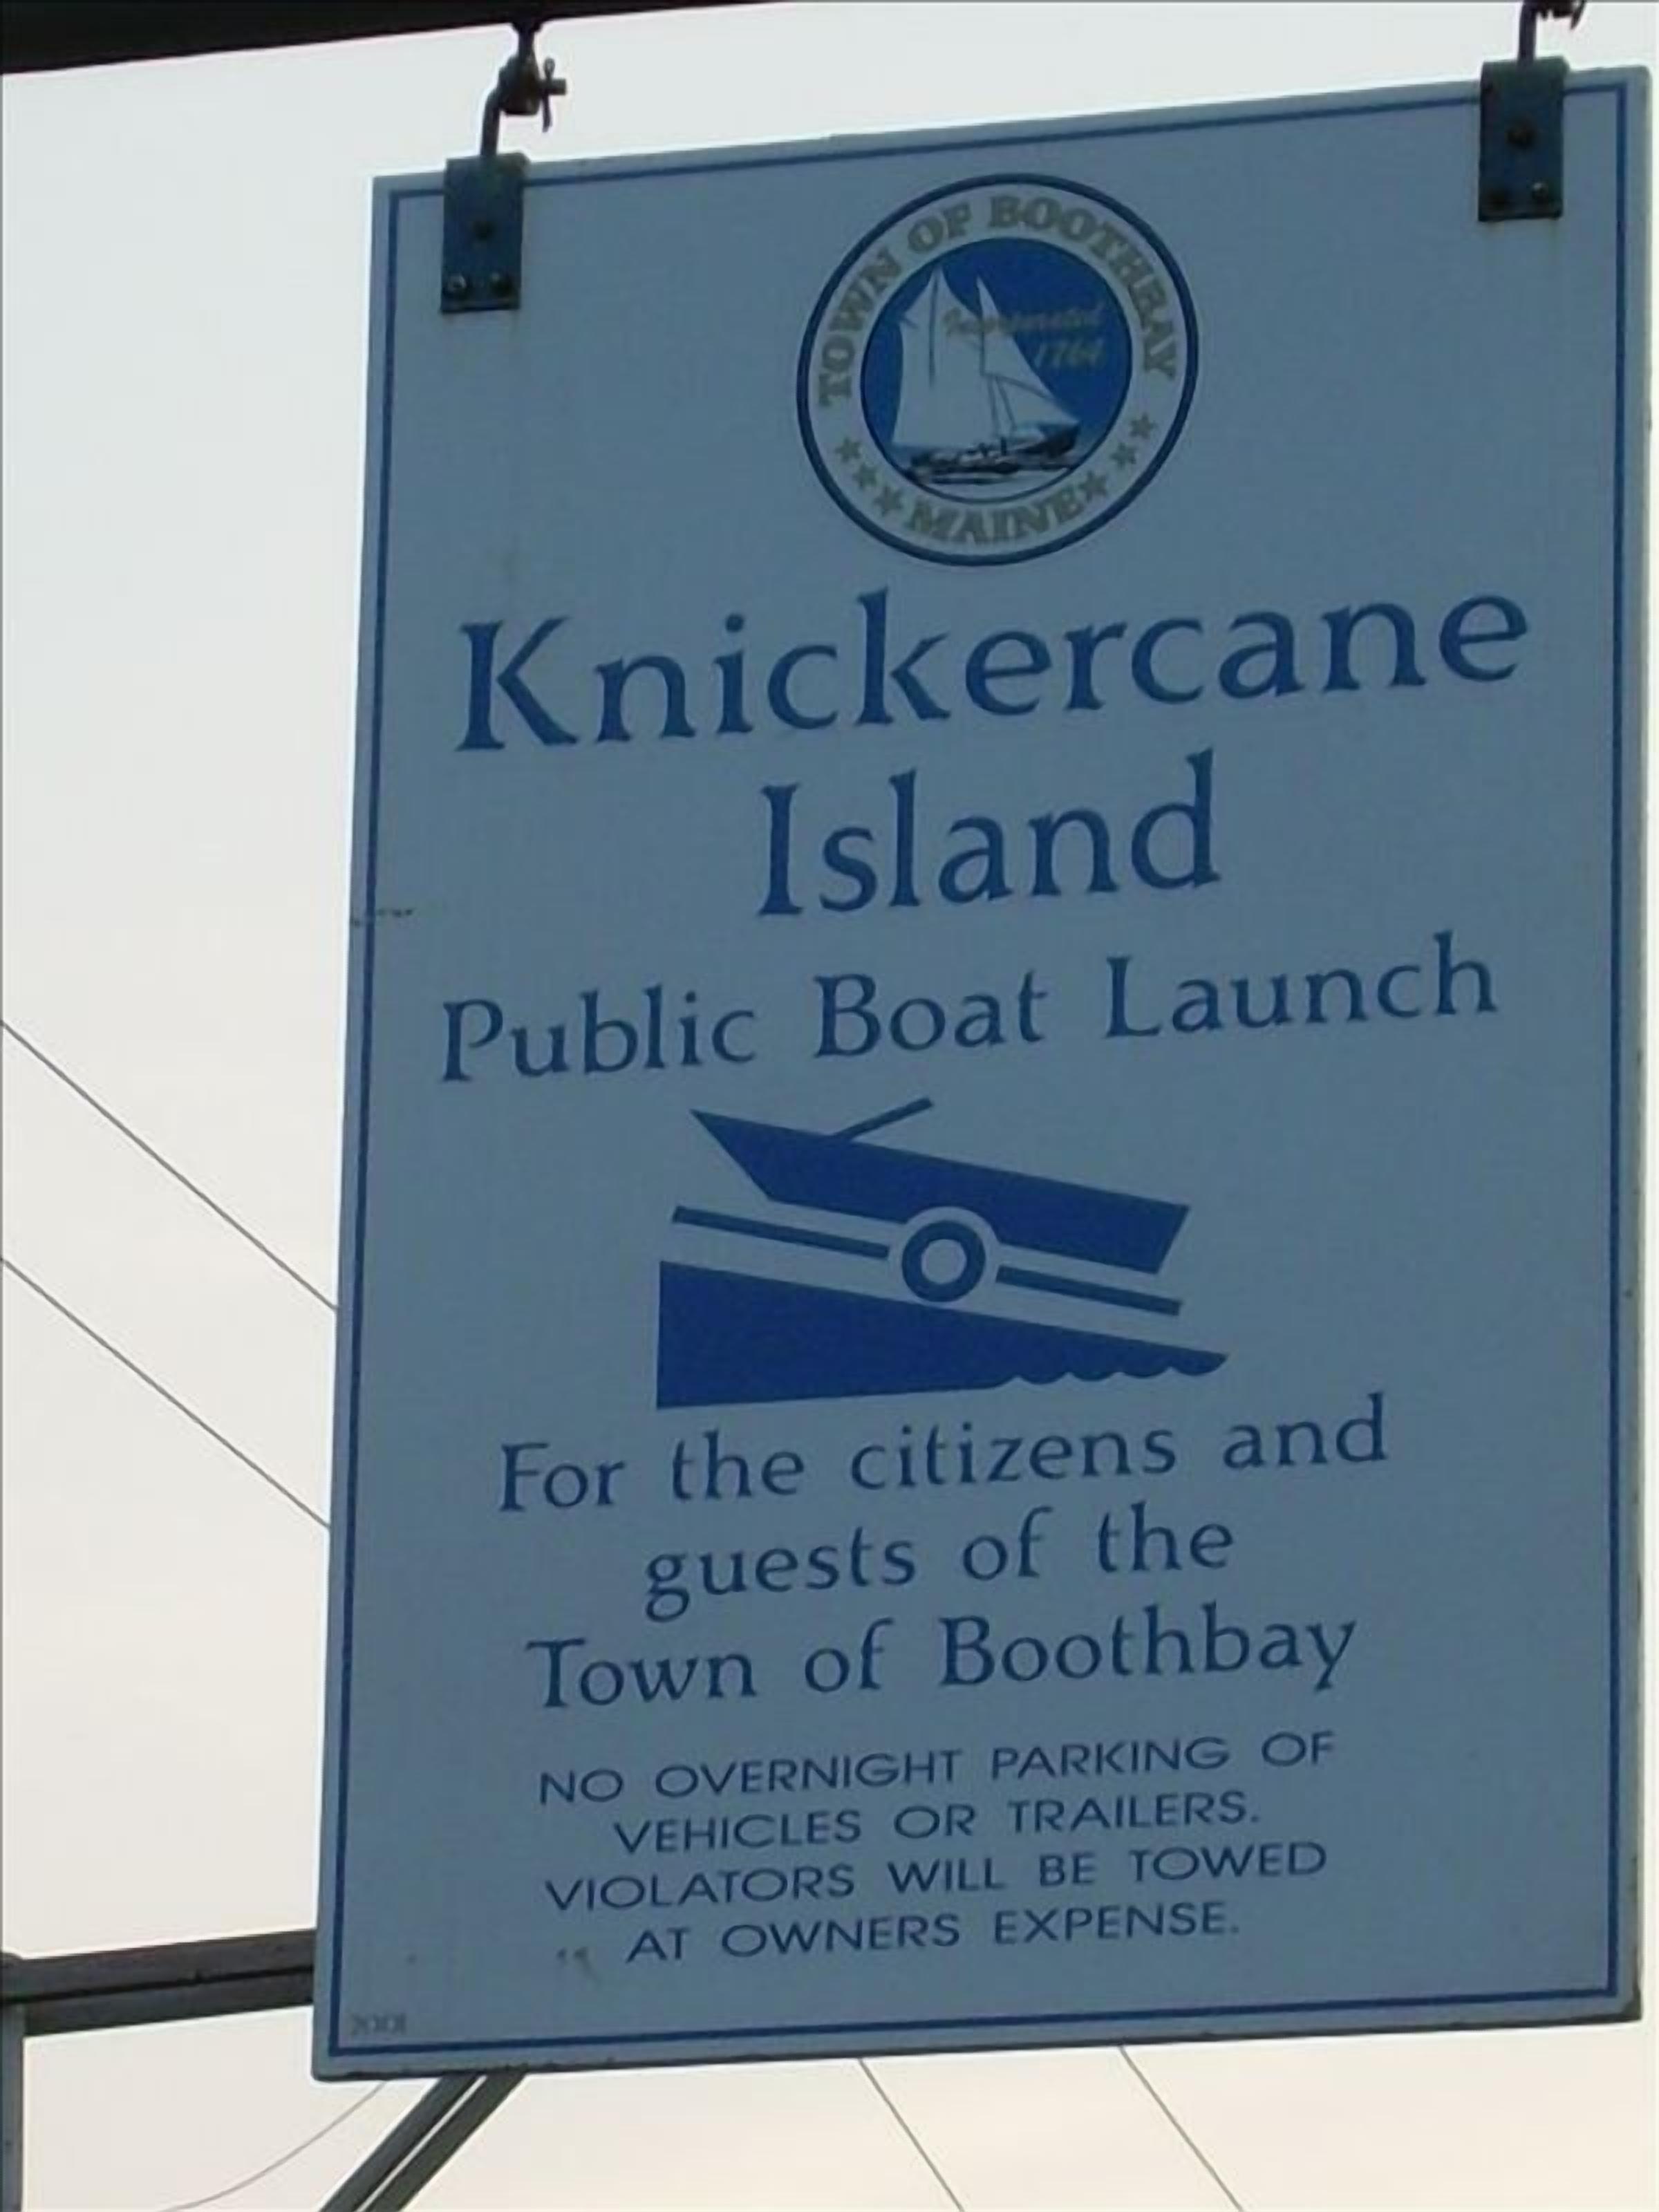 TOWN OF BOOTHBAY
Incorporated
1764
MAINE
Knickercane
Island
Public Boat Launch
For the citizens and
guests of the
Town of Boothbay
NO OVERNIGHT PARKING OF
VEHICLES OR TRAILERS.
VIOLATORS WILL BE TOWED
AT OWNERS EXPENSE.